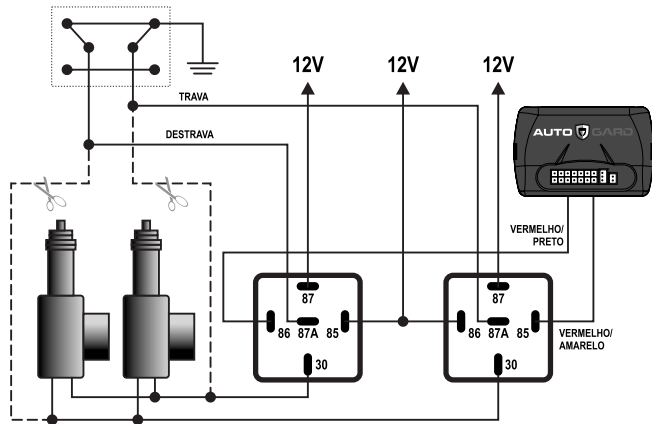 12V
12V
12V
TRAVA
DESTRAVA
AUTO GARD
VERMELHO/
PRETO
87
86
87A
85
30
87
86
87A
85
30
VERMELHO/
AMARELO